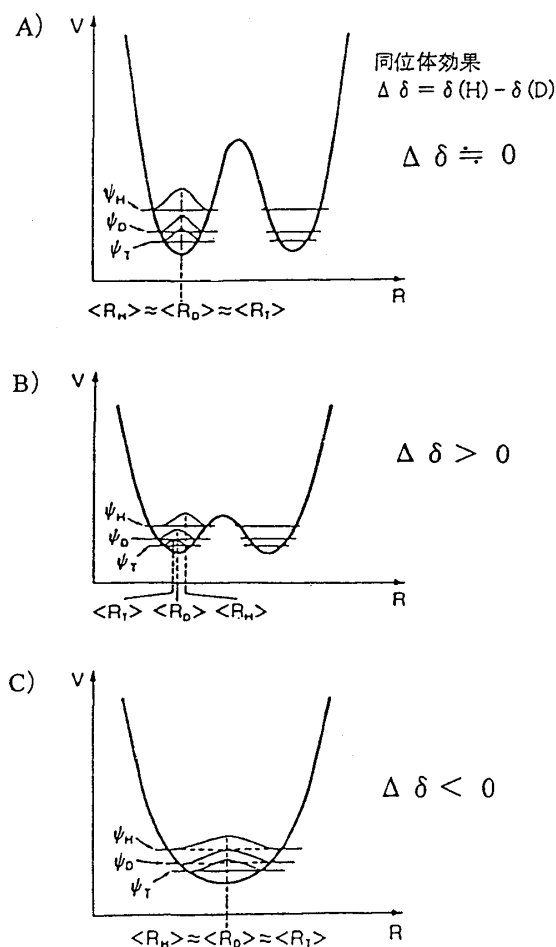 A)
V
同位体効果
Δδ = δ(H) - δ(D)
Δδ ≒ 0
ψH
ψD
ψT
R
<RH> ≈ <RD> ≈ <RT>
B)
V
Δδ > 0
ψH
ψD
ψT
R
<RT> <RD> <RH>
C)
V
Δδ < 0
ψH
ψD
ψT
R
<RH> ≈ <RD> ≈ <RT>